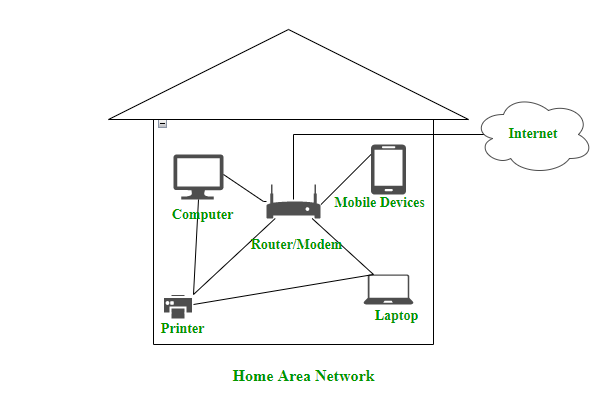 Internet
Computer
Mobile Devices
Router/Modem
Laptop
Printer
Home Area Network